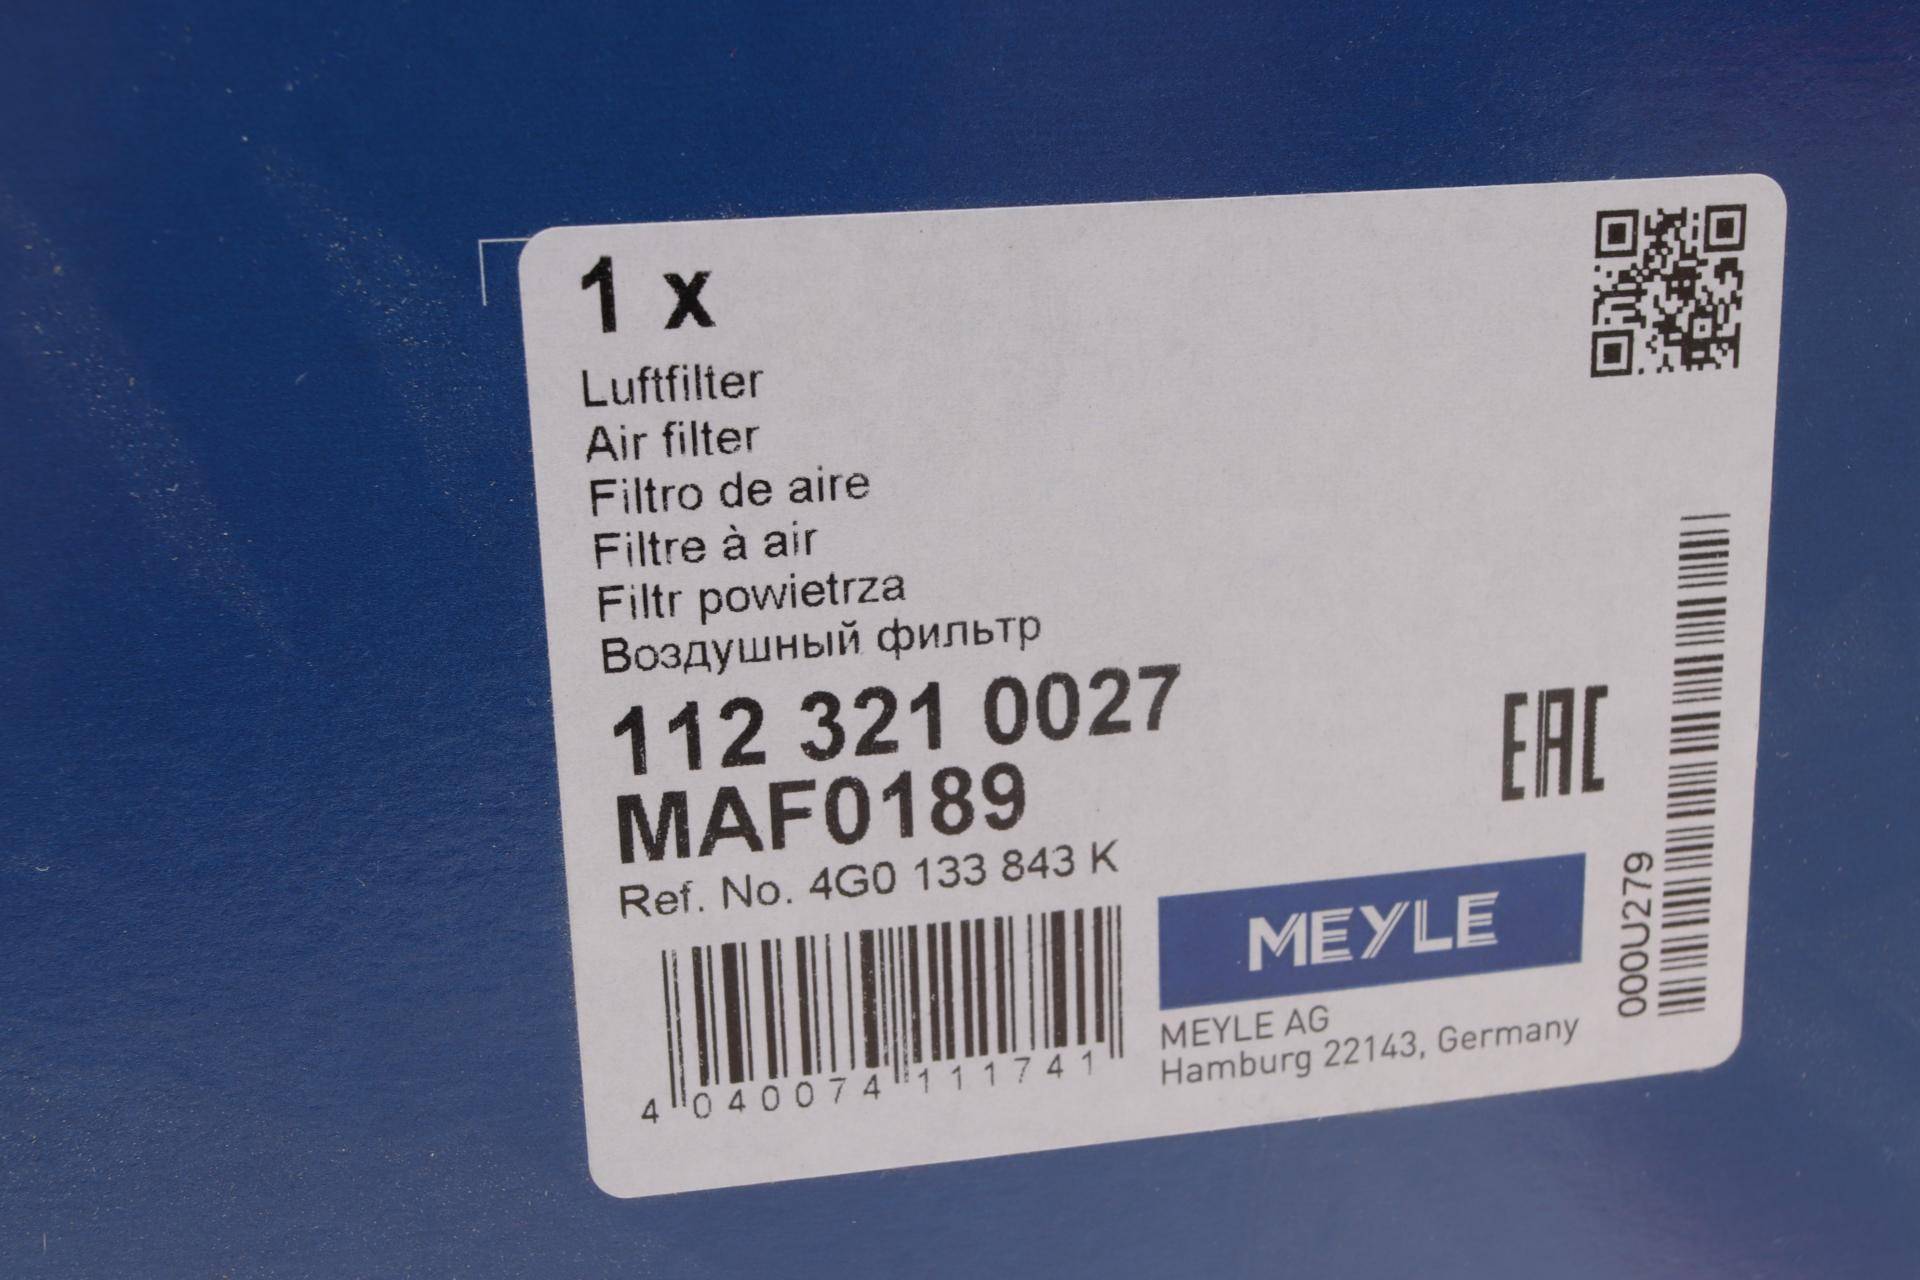 1 x
Luftfilter
Air filter
Filtro de aire
Filtre à air
Filtr powietrza
Воздушный фильтр
112 321 0027
MAF0189
Ref. No. 4G0 133 843 K
4 040074 111741
EAC
MEYLE
MEYLE AG
Hamburg 22143, Germany
000U279